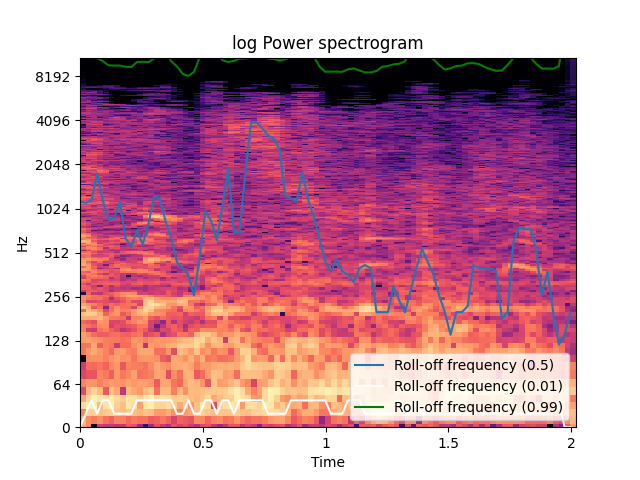 log Power spectrogram
8192
4096
2048
1024
512
256
128
64
0
Hz
Roll-off frequency (0.5)
Roll-off frequency (0.01)
Roll-off frequency (0.99)
0
0.5
1
1.5
2
Time